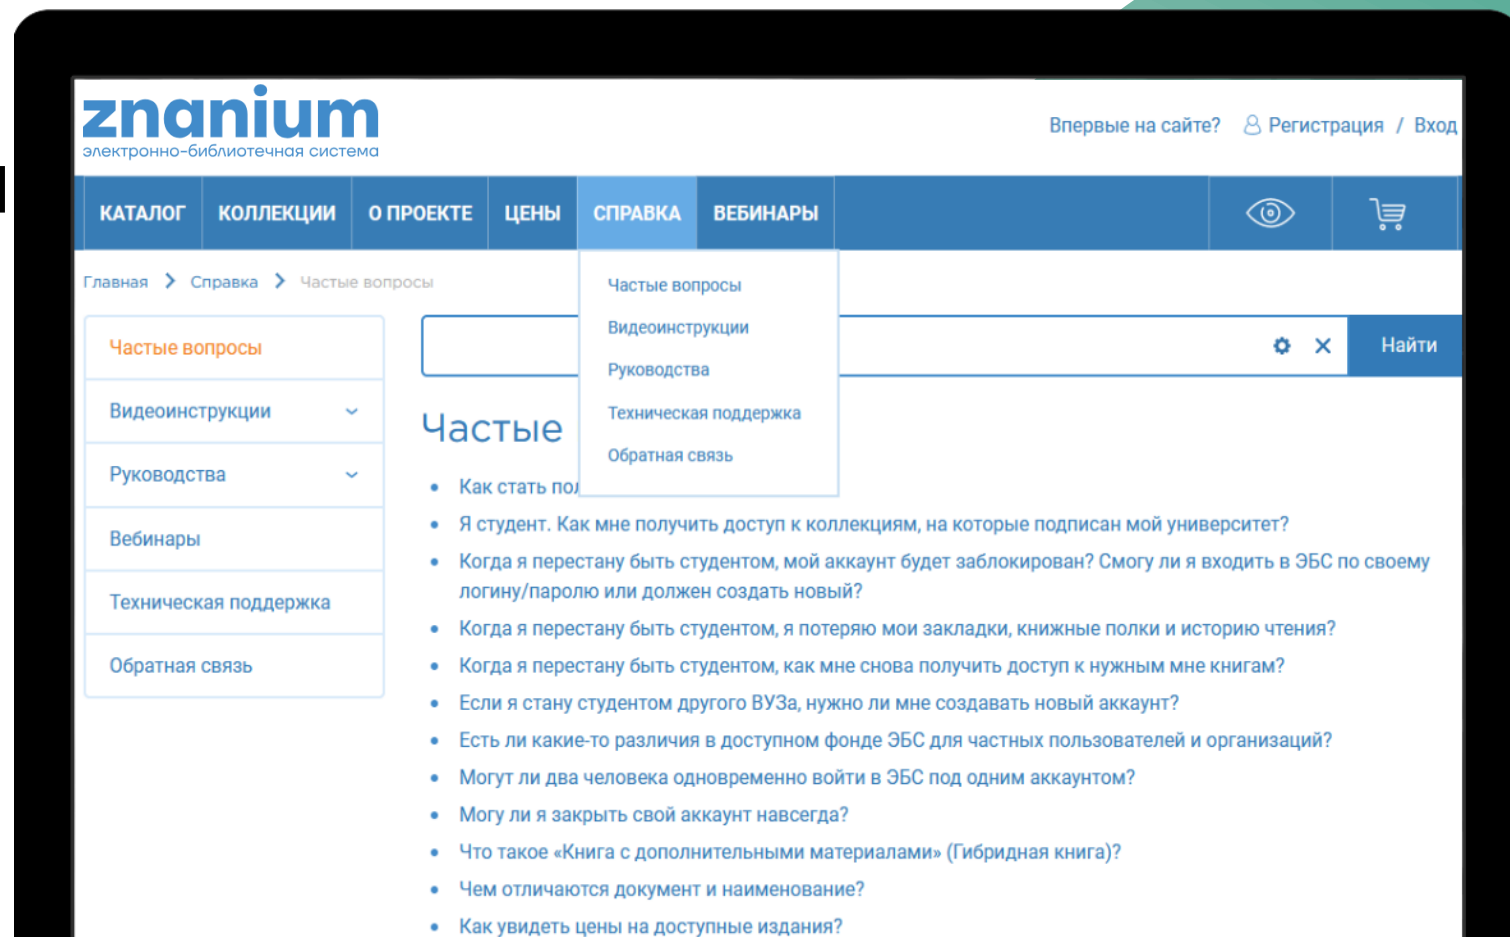 znanium
электронно-библиотечная система
Впервые на сайте? Регистрация / Вход
КАТАЛОГ КОЛЛЕКЦИИ О ПРОЕКТЕ ЦЕНЫ СПРАВКА ВЕБИНАРЫ
Главная Справка Частые вопросы
Частые вопросы
Видеоинструкции
Руководства
Техническая поддержка
Обратная связь
Частые вопросы
Видеоинструкции
Руководства
Вебинары
Техническая поддержка
Обратная связь
Найти
Частые
Как стать
Я студент. Как мне получить доступ к коллекциям, на которые подписан мой университет?
Когда я перестану быть студентом, мой аккаунт будет заблокирован? Смогу ли я входить в ЭБС по своему
логину/паролю или должен создать новый?
Когда я перестану быть студентом, я потеряю мои закладки, книжные полки и историю чтения?
Когда я перестану быть студентом, как мне снова получить доступ к нужным мне книгам?
Если я стану студентом другого ВУЗа, нужно ли мне создавать новый аккаунт?
Есть ли какие-то различия в доступном фонде ЭБС для частных пользователей и организаций?
Могут ли два человека одновременно войти в ЭБС под одним аккаунтом?
Могу ли я закрыть свой аккаунт навсегда?
Что такое «Книга с дополнительными материалами» (Гибридная книга)?
Чем отличаются документ и наименование?
Как увидеть цены на доступные издания?